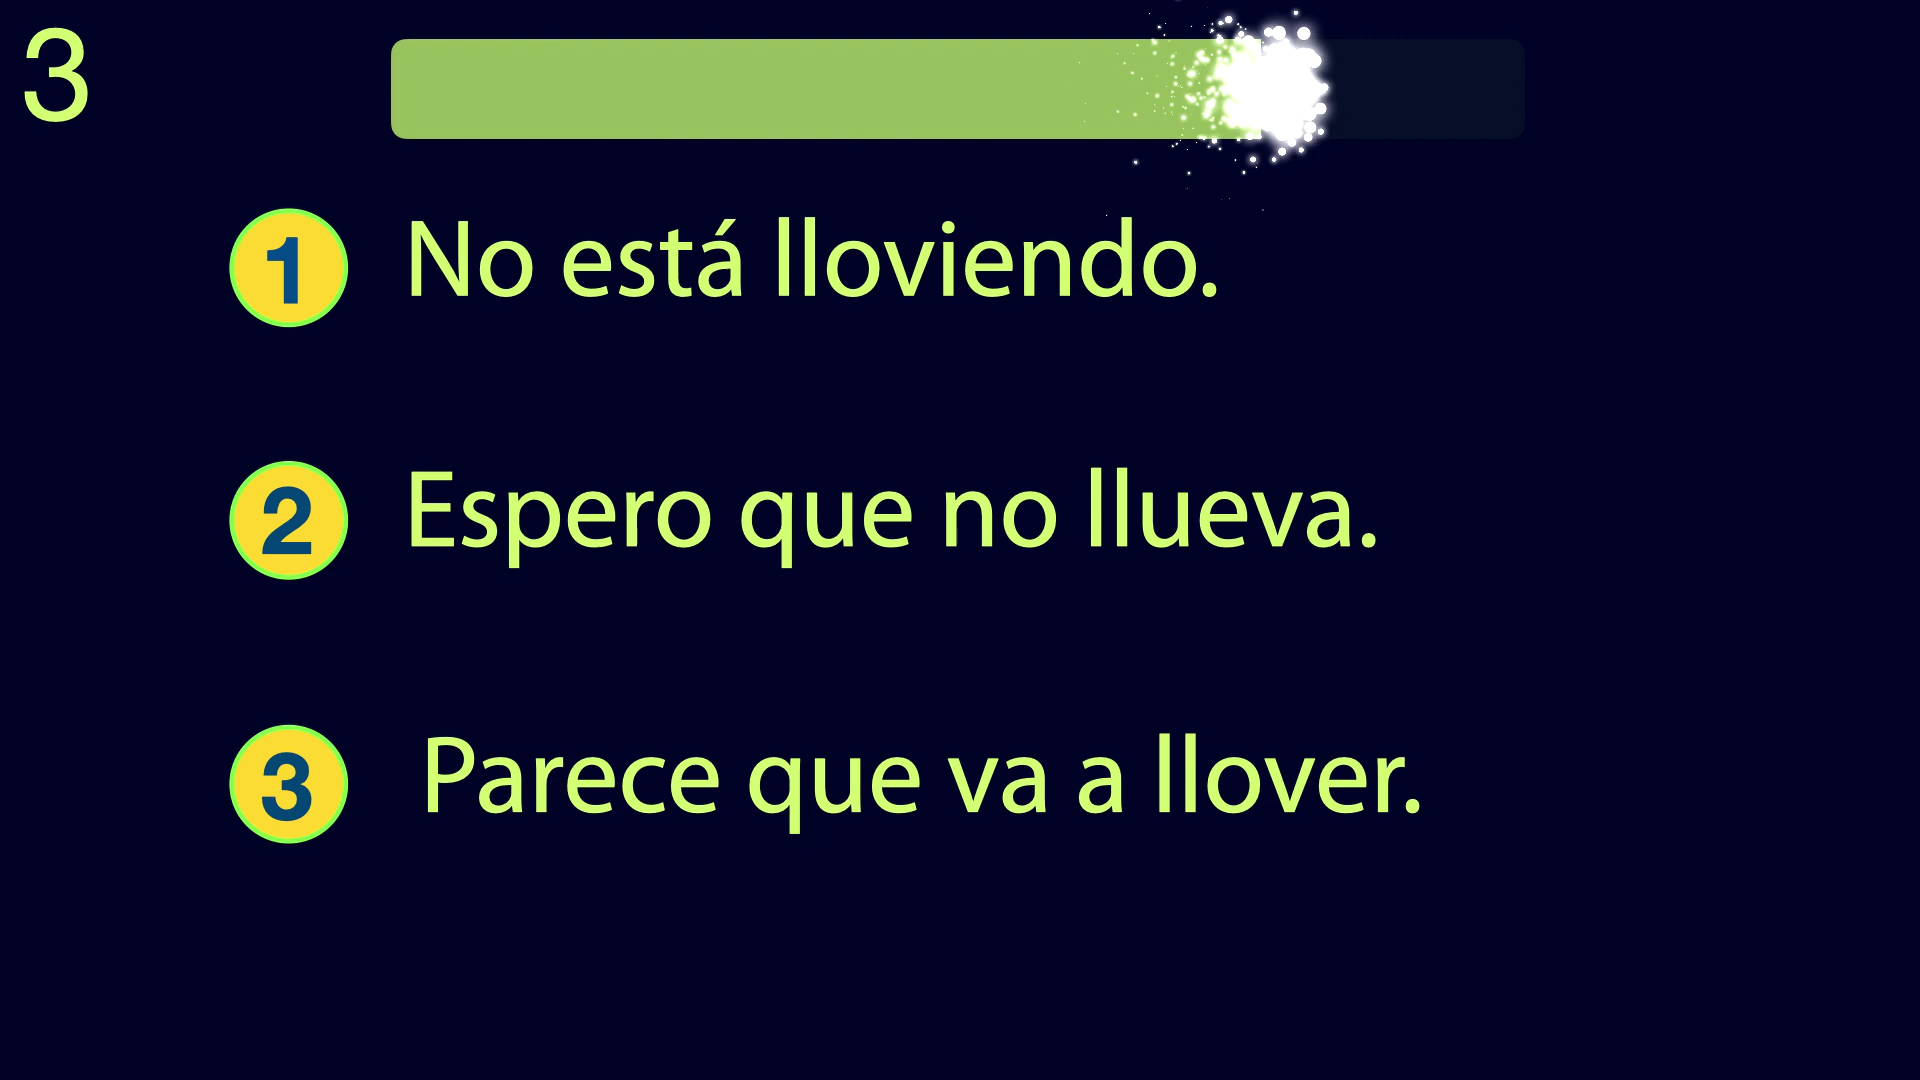 3
1 No está lloviendo.
2 Espero que no llueva.
3 Parece que va a llover.